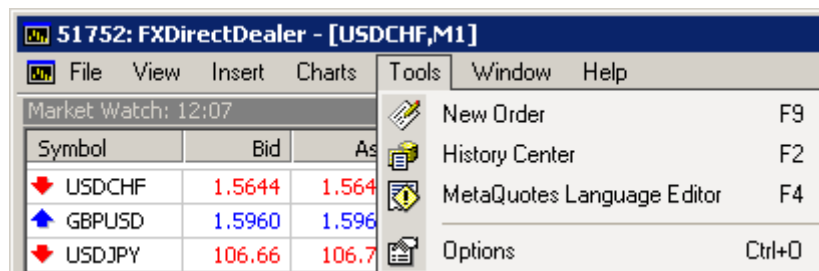 51752: FXDirectDealer - [USDCHF,M1]
File View Insert Charts Tools Window Help
Market Watch: 12:07
Symbol Bid
USDCHF 1.5644 1.564
GBPUSD 1.5960 1.596
USDJPY 106.66 106.7
New Order F9
History Center F2
MetaQuotes Language Editor F4
Options Ctrl+O